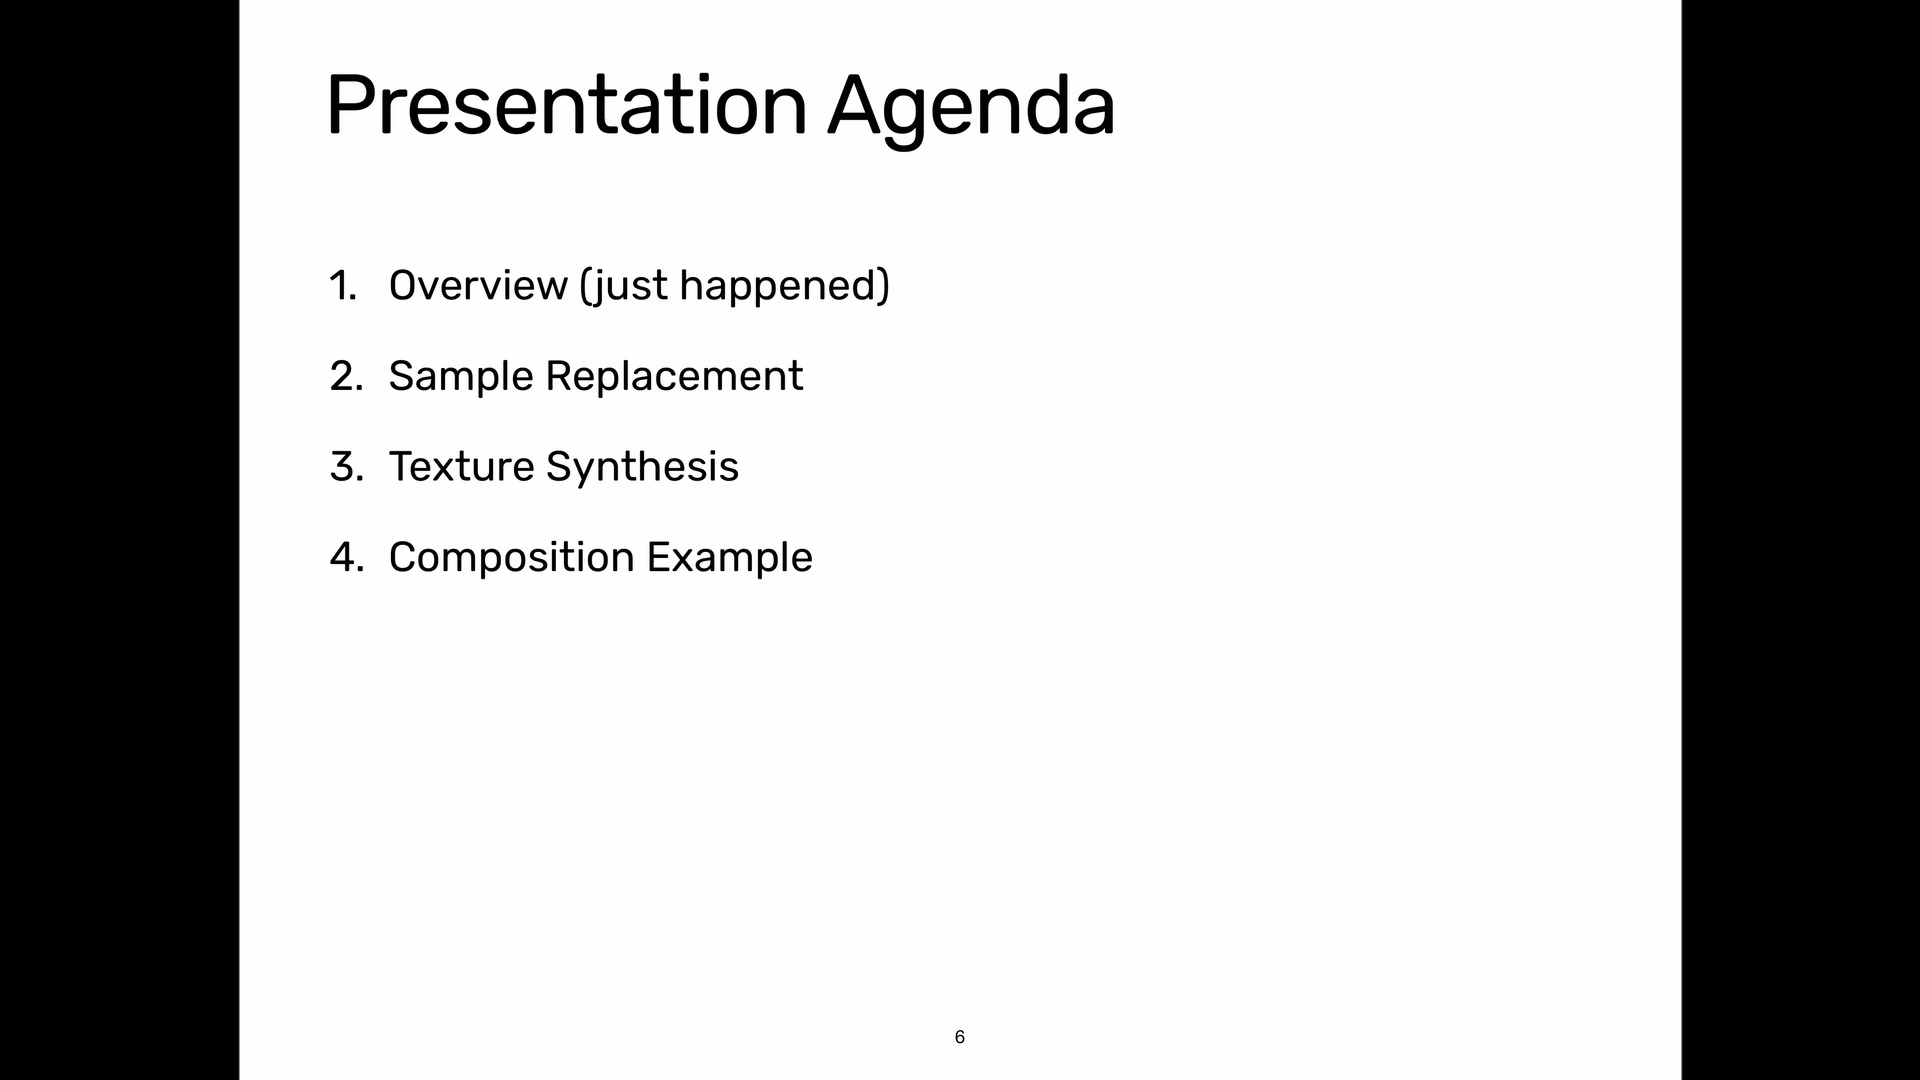 Presentation Agenda
1. Overview (just happened)
2. Sample Replacement
3. Texture Synthesis
4. Composition Example
6